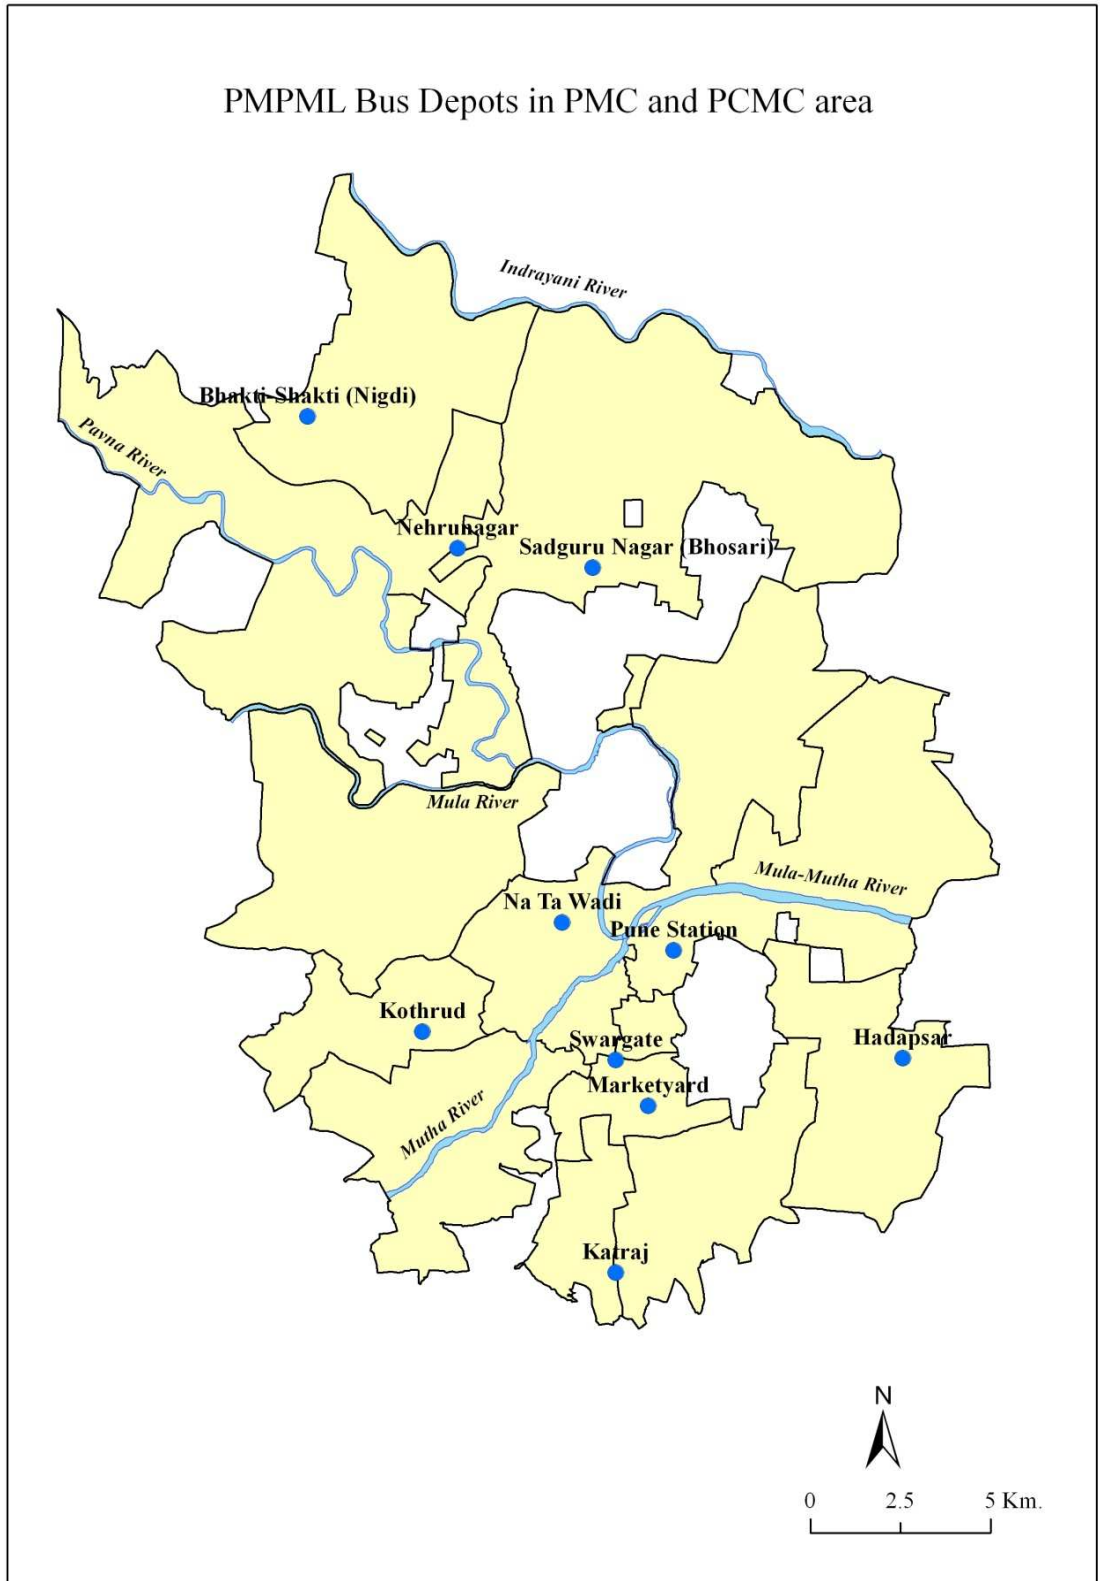 PMPML Bus Depots in PMC and PCMC area
Indrayani River
Bhakti-Shakti (Nigdi)
Pavna River
Nehrunagar
Sadguru Nagar (Bhosari)
Mula River
Mula-Mutha River
Na Ta Wadi
Pune Station
Kothrud
Swargate
Hadapsar
Marketyard
Mutha River
Katraj
N
0 2.5 5 Km.